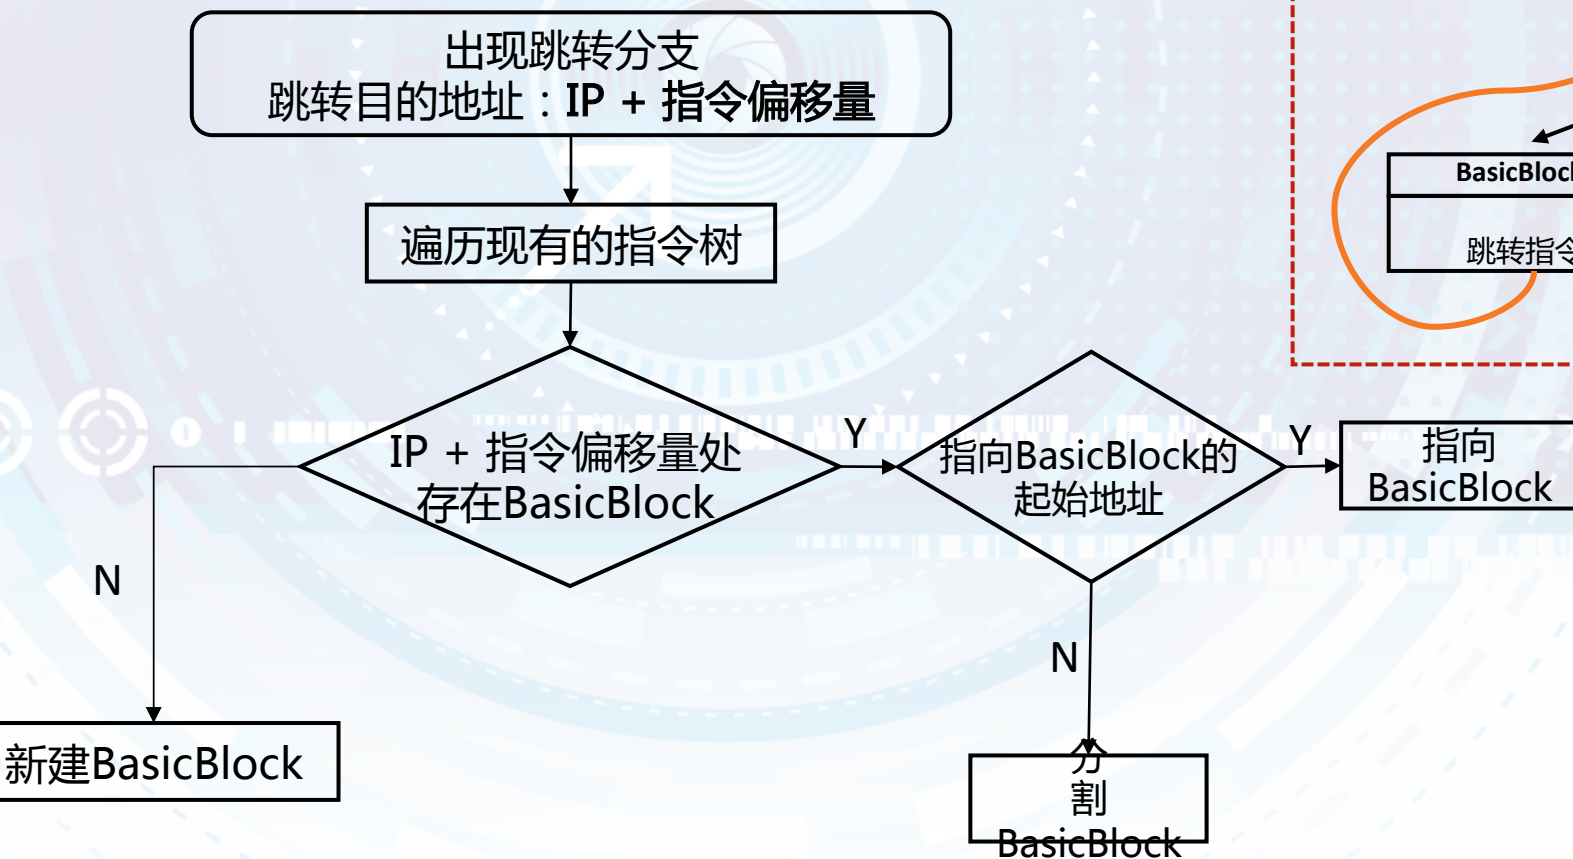 出现跳转分支
跳转目的地址：IP + 指令偏移量
遍历现有的指令树
IP + 指令偏移量处
存在BasicBlock
Y
指向BasicBlock的
起始地址
Y
指向
BasicBlock
N
N
新建BasicBlock
分
割
BasicBlock
BasicBlock
跳转指令